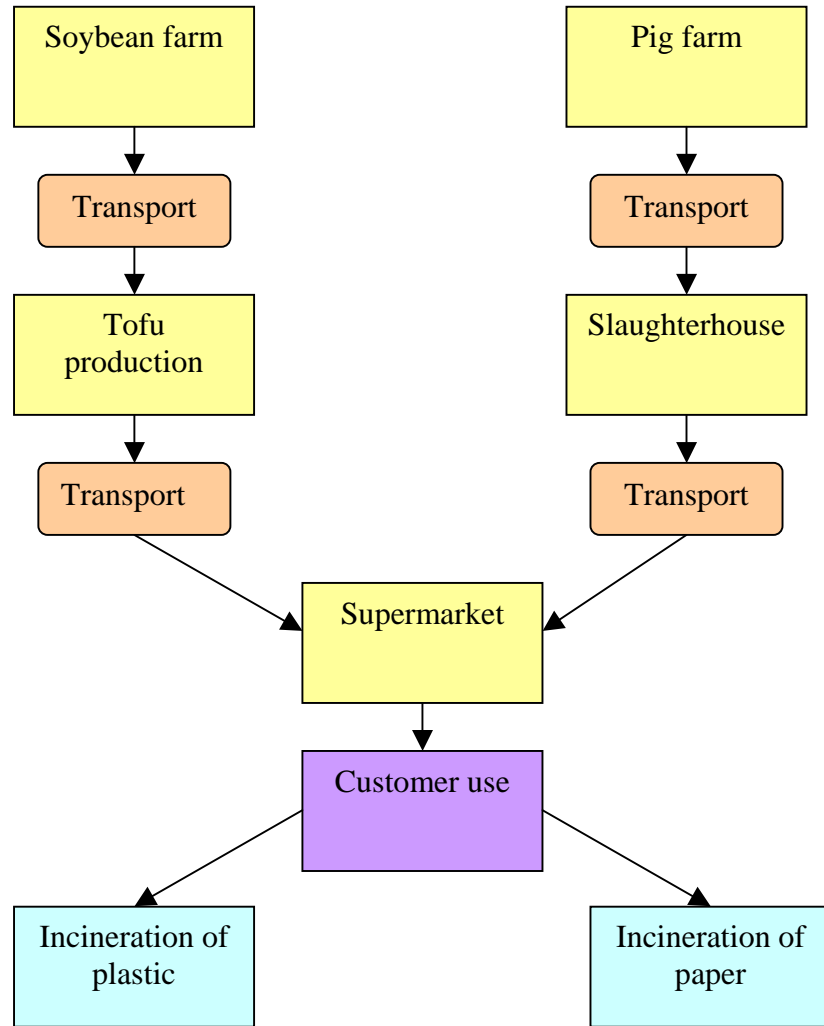 Soybean farm
Pig farm
Transport
Transport
Tofu
production
Slaughterhouse
Transport
Transport
Supermarket
Customer use
Incineration of
plastic
Incineration of
paper